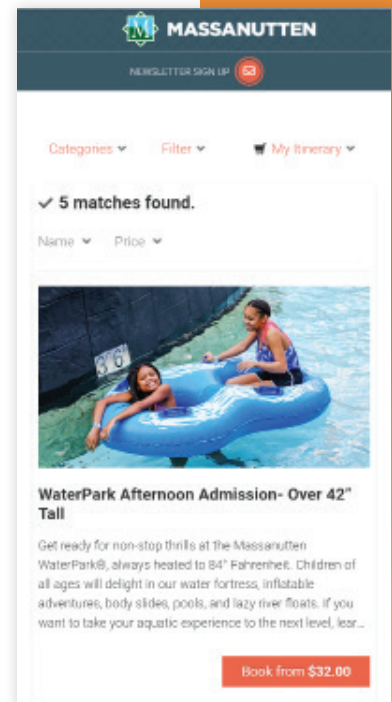 MASSANUTTEN
NEWSLETTER SIGN UP
Categories Filter My Itinerary
5 matches found.
Name Price
3'6"
WaterPark Afternoon Admission- Over 42"
Tall
Get ready for non-stop thrills at the Massanutten
WaterPark®, always heated to 84° Fahrenheit. Children of
all ages will delight in our water fortress, inflatable
adventures, body slides, pools, and lazy river floats. If you
want to take your aquatic experience to the next level, lear...
Book from $32.00